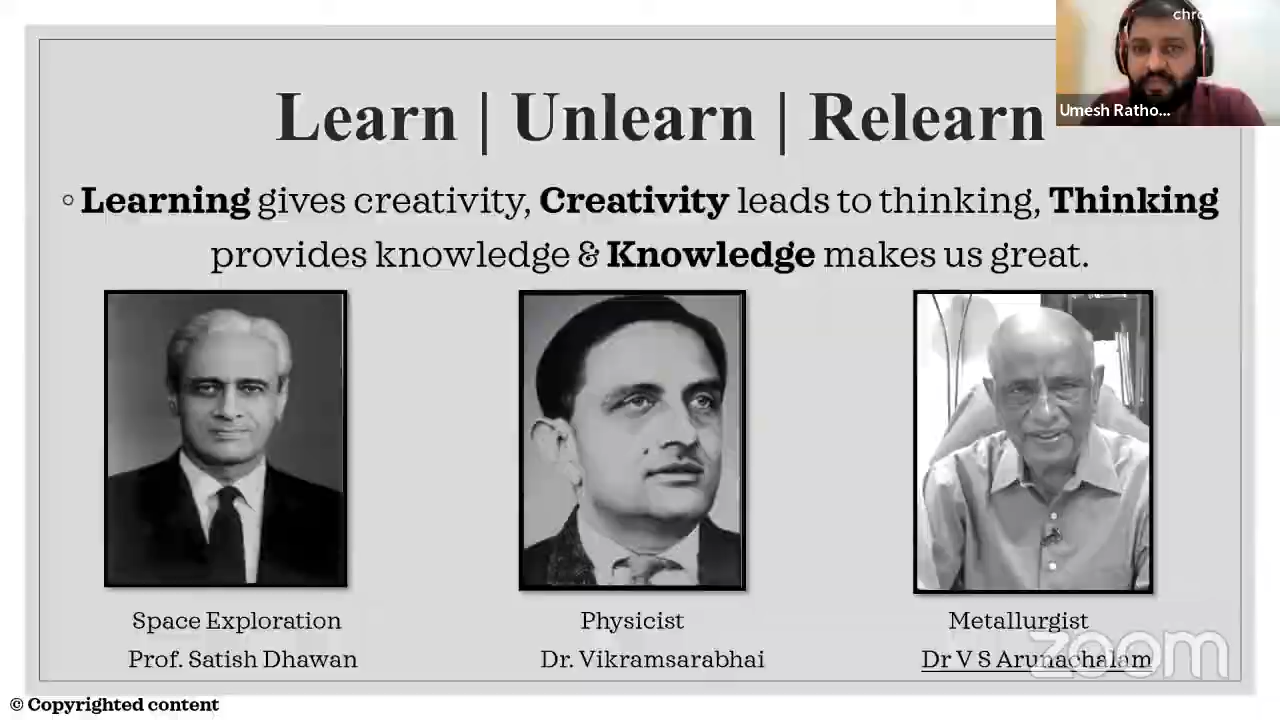 chro
Umesh Ratho...
Learn | Unlearn | Relearn
◦ Learning gives creativity, Creativity leads to thinking, Thinking
provides knowledge & Knowledge makes us great.
Space Exploration
Prof. Satish Dhawan
Physicist
Dr. Vikramsarabhai
Metallurgist
Dr V S Arunachalam
zoom
© Copyrighted content